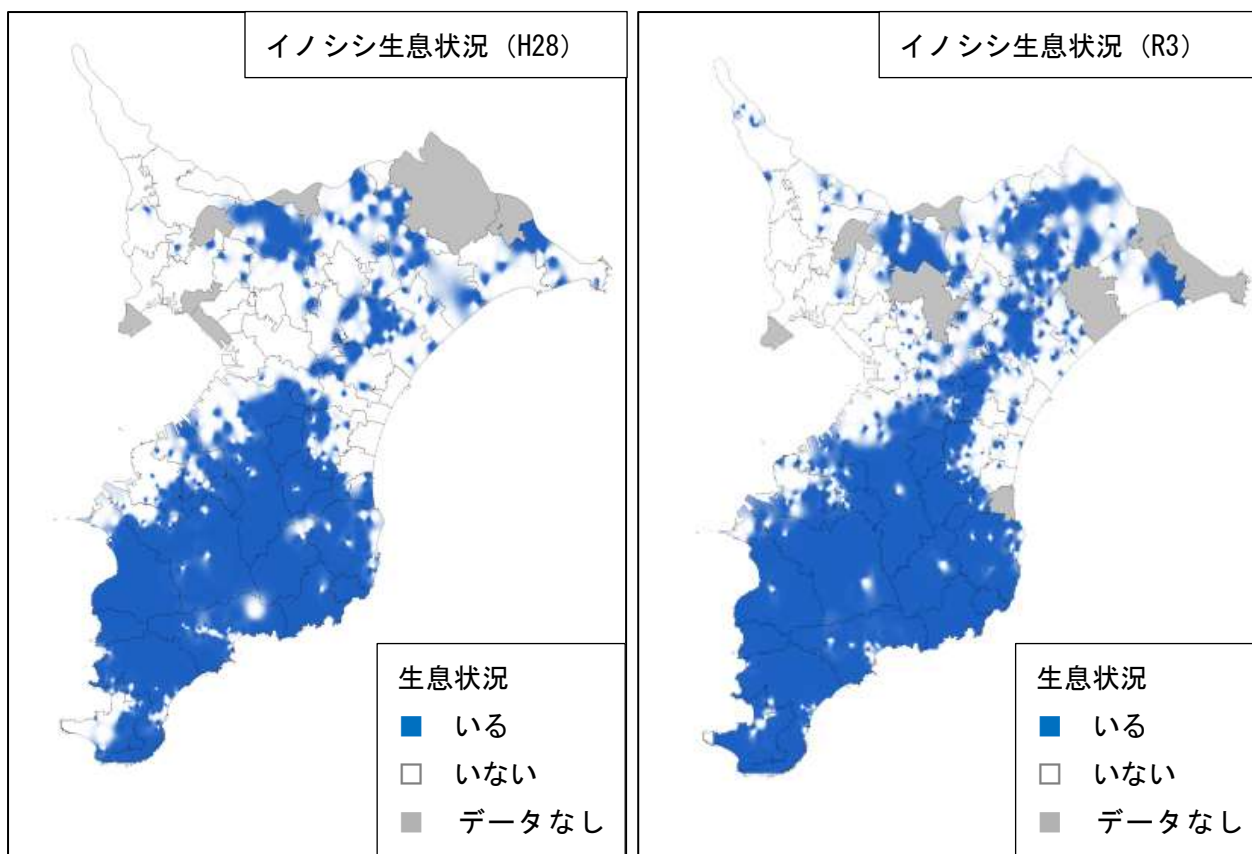 イノシシ生息状況（H28）
生息状況
いる
いない
データなし
イノシシ生息状況（R3）
生息状況
いる
いない
データなし